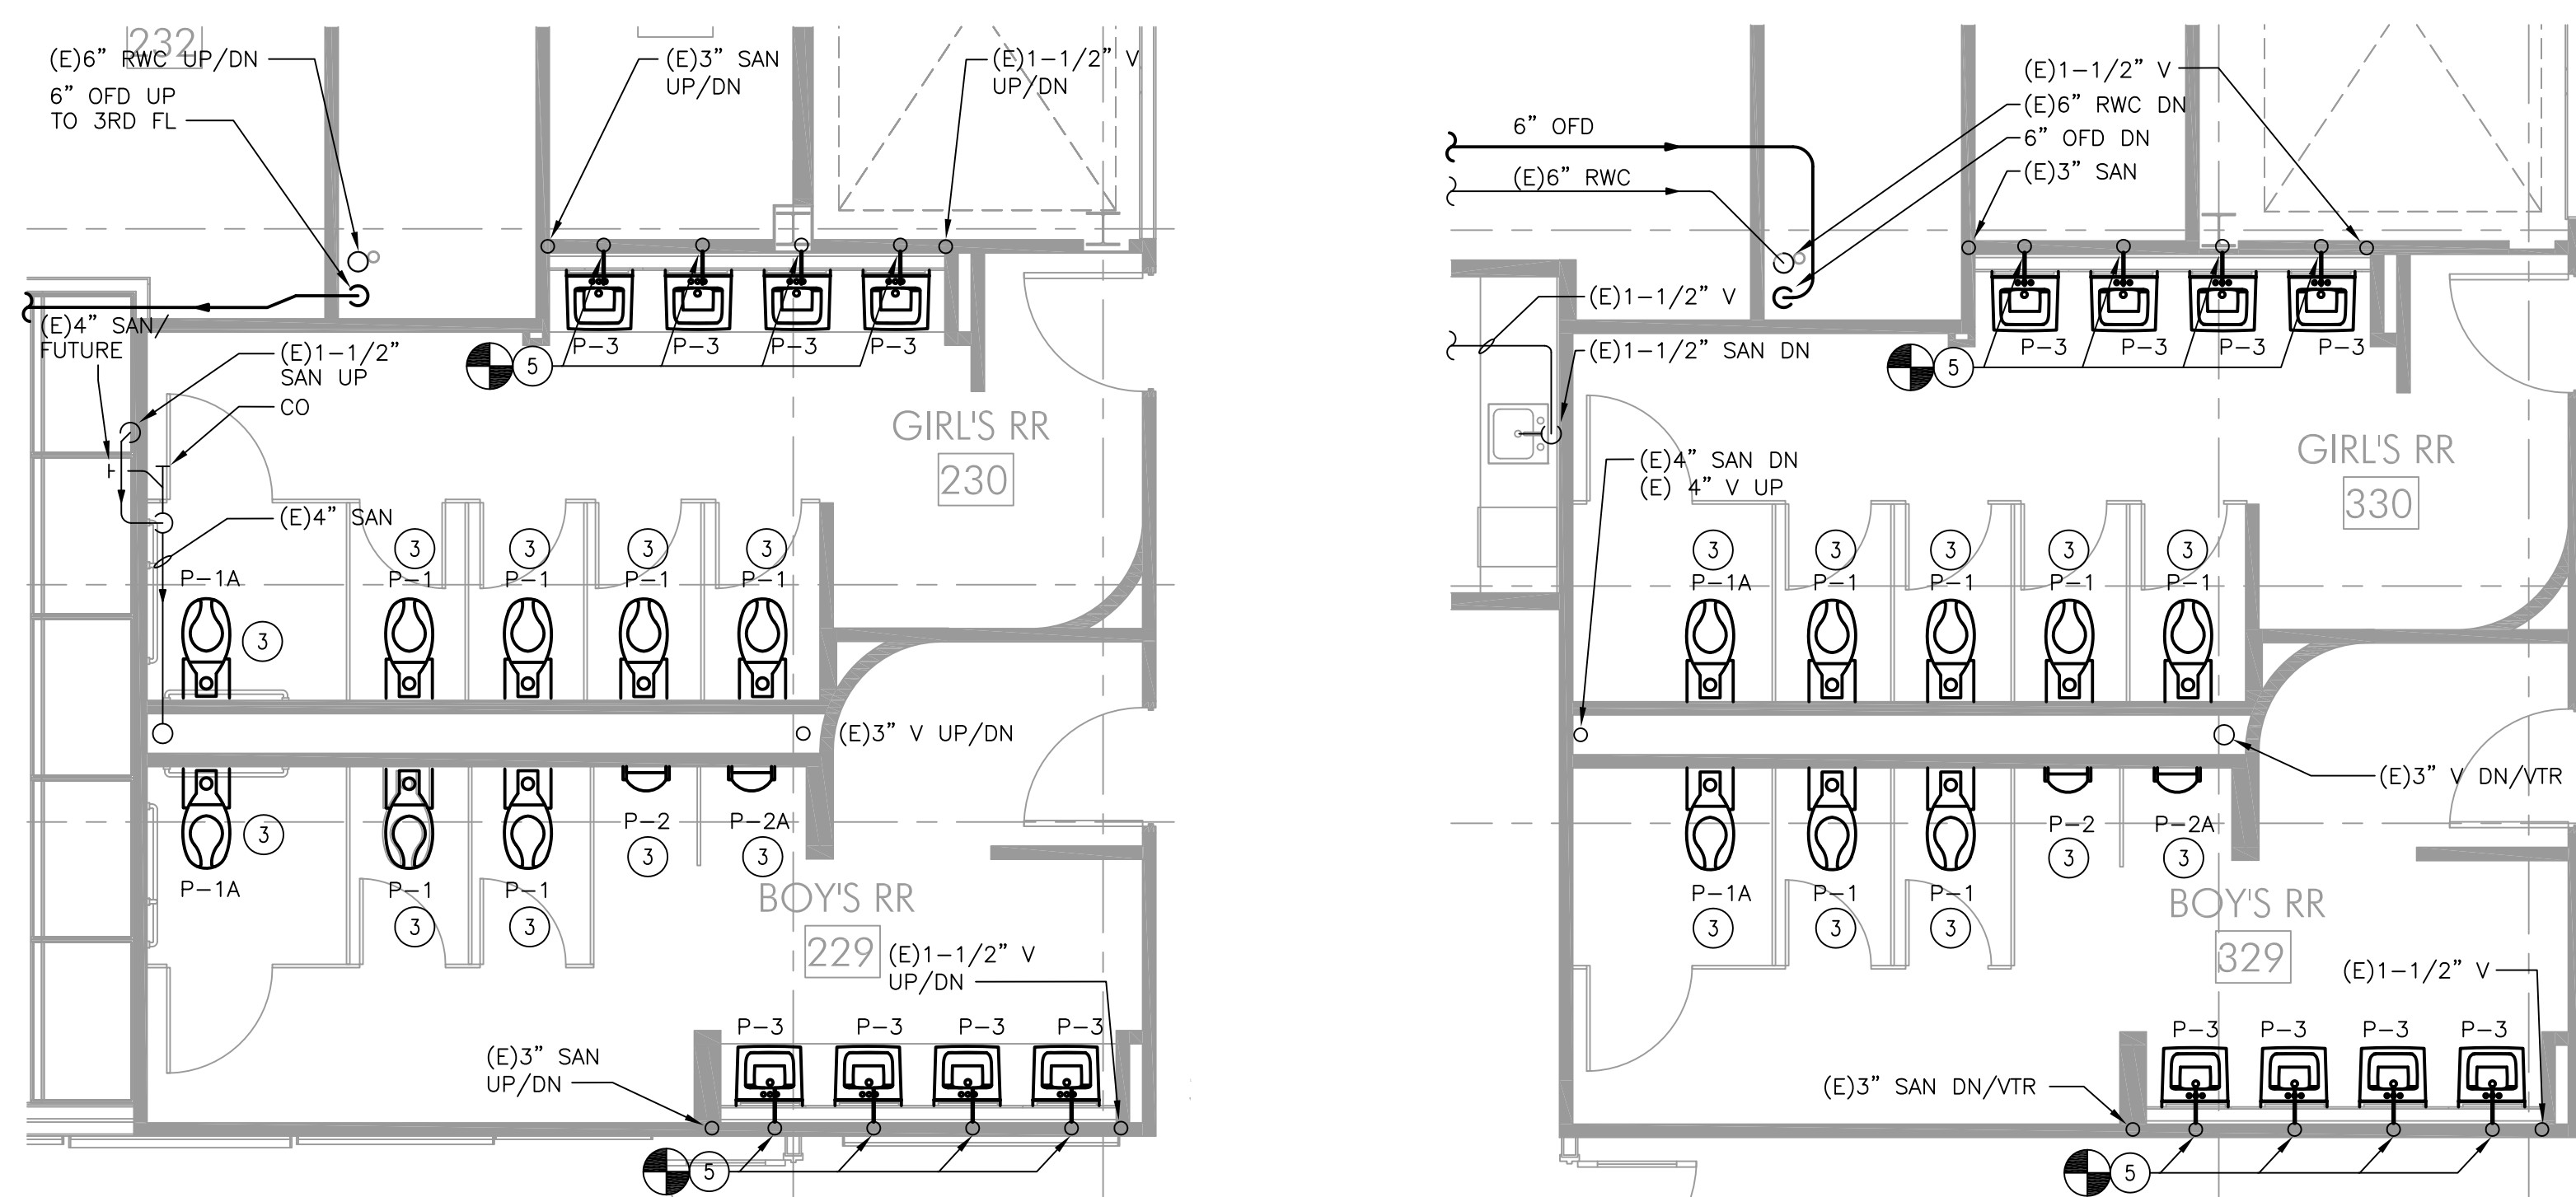 232
(E)6" RWC UP/DN
6" OFD UP
TO 3RD FL
(E)3" SAN
UP/DN
(E)1-1/2" V
UP/DN
(E)4" SAN/
FUTURE
(E)1-1/2"
SAN UP
CO
P-3 P-3 P-3 P-3
5
GIRL'S RR
230
(E)4" SAN
3 3 3 3
P-1A P-1 P-1 P-1 P-1
3
(E)3" V UP/DN
3
P-2 P-2A
3 3
P-1A P-1 P-1
3 3
BOY'S RR
229
(E)1-1/2" V
UP/DN
P-3 P-3 P-3 P-3
(E)3" SAN
UP/DN
5
6" OFD
(E)6" RWC
(E)1-1/2" V
(E)6" RWC DN
6" OFD DN
(E)3" SAN
(E)1-1/2" V
(E)1-1/2" SAN DN
P-3 P-3 P-3 P-3
5
GIRL'S RR
330
(E)4" SAN DN
(E) 4" V UP
3 3 3 3 3
P-1A P-1 P-1 P-1 P-1
(E)3" V DN/VTR
P-2 P-2A
3 3
P-1A P-1 P-1
3 3 3
BOY'S RR
329
(E)1-1/2" V
P-3 P-3 P-3 P-3
(E)3" SAN DN/VTR
5